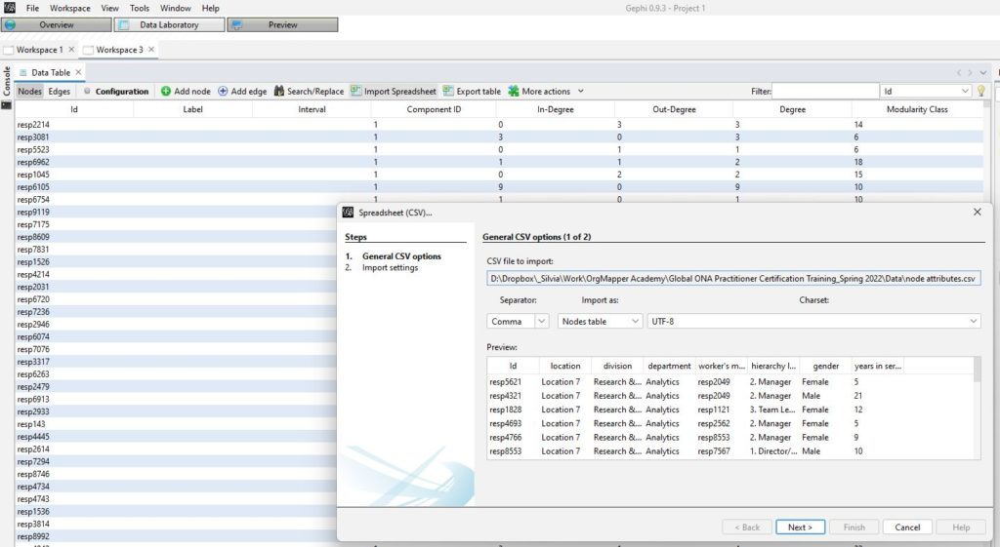 File Workspace View Tools Window Help Gephi 0.9.3 - Project 1
Overview Data Laboratory Preview
Workspace 1 Workspace 3
Console
Data Table
Nodes Edges Configuration Add node Add edge Search/Replace Import Spreadsheet Export table More actions Filter: Id
Id Label Interval Component ID In-Degree Out-Degree Degree Modularity Class
resp2214 1 0 3 3 14
resp3081 1 3 0 3 6
resp5523 1 0 1 1 6
resp6962 1 1 1 2 18
resp1045 1 0 2 2 15
resp6105 1 9 0 9 10
resp6754 1 1 0 1 10
resp9119
resp7175
resp8609
resp7831
resp1526
resp4214
resp2031
resp6720
resp7236
resp2946
resp6074
resp7076
resp3317
resp6263
resp2479
resp6913
resp2933
resp143
resp4445
resp2614
resp7294
resp8746
resp4734
resp4743
resp1536
resp3814
resp8992
Spreadsheet (CSV)...
Steps
1. General CSV options
2. Import settings
General CSV options (1 of 2)
CSV file to import:
D:\Dropbox\_Silvia\Work\OrgMapper Academy\Global ONA Practitioner Certification Training_Spring 2022\Data\node attributes.csv
Separator: Import as: Charset:
Comma Nodes table UTF-8
Preview:
Id location division department worker's m... hierarchy l... gender years in ser...
resp5621 Location 7 Research &... Analytics resp2049 2. Manager Female 5
resp4321 Location 7 Research &... Analytics resp2049 2. Manager Male 21
resp1828 Location 7 Research &... Analytics resp1121 3. Team Le... Female 12
resp4693 Location 7 Research &... Analytics resp2562 2. Manager Female 5
resp4766 Location 7 Research &... Analytics resp8553 2. Manager Female 9
resp8553 Location 7 Research &... Analytics resp7567 1. Director/... Male 10
< Back Next > Finish Cancel Help